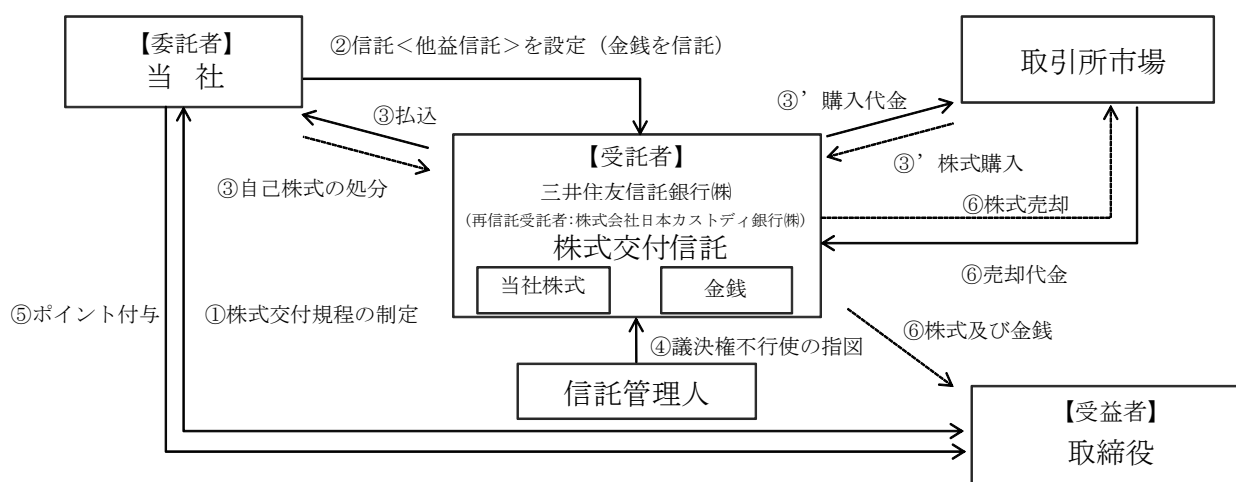 【委託者】
当 社
②信託<他益信託>を設定（金銭を信託）
取引所市場
③払込
③’購入代金
③自己株式の処分
【受託者】
三井住友信託銀行㈱
(再信託受託者:株式会社日本カストディ銀行㈱)
株式交付信託
当社株式
金銭
③’株式購入
⑥株式売却
⑥売却代金
⑤ポイント付与
①株式交付規程の制定
⑥株式及び金銭
④議決権不行使の指図
信託管理人
【受益者】
取締役